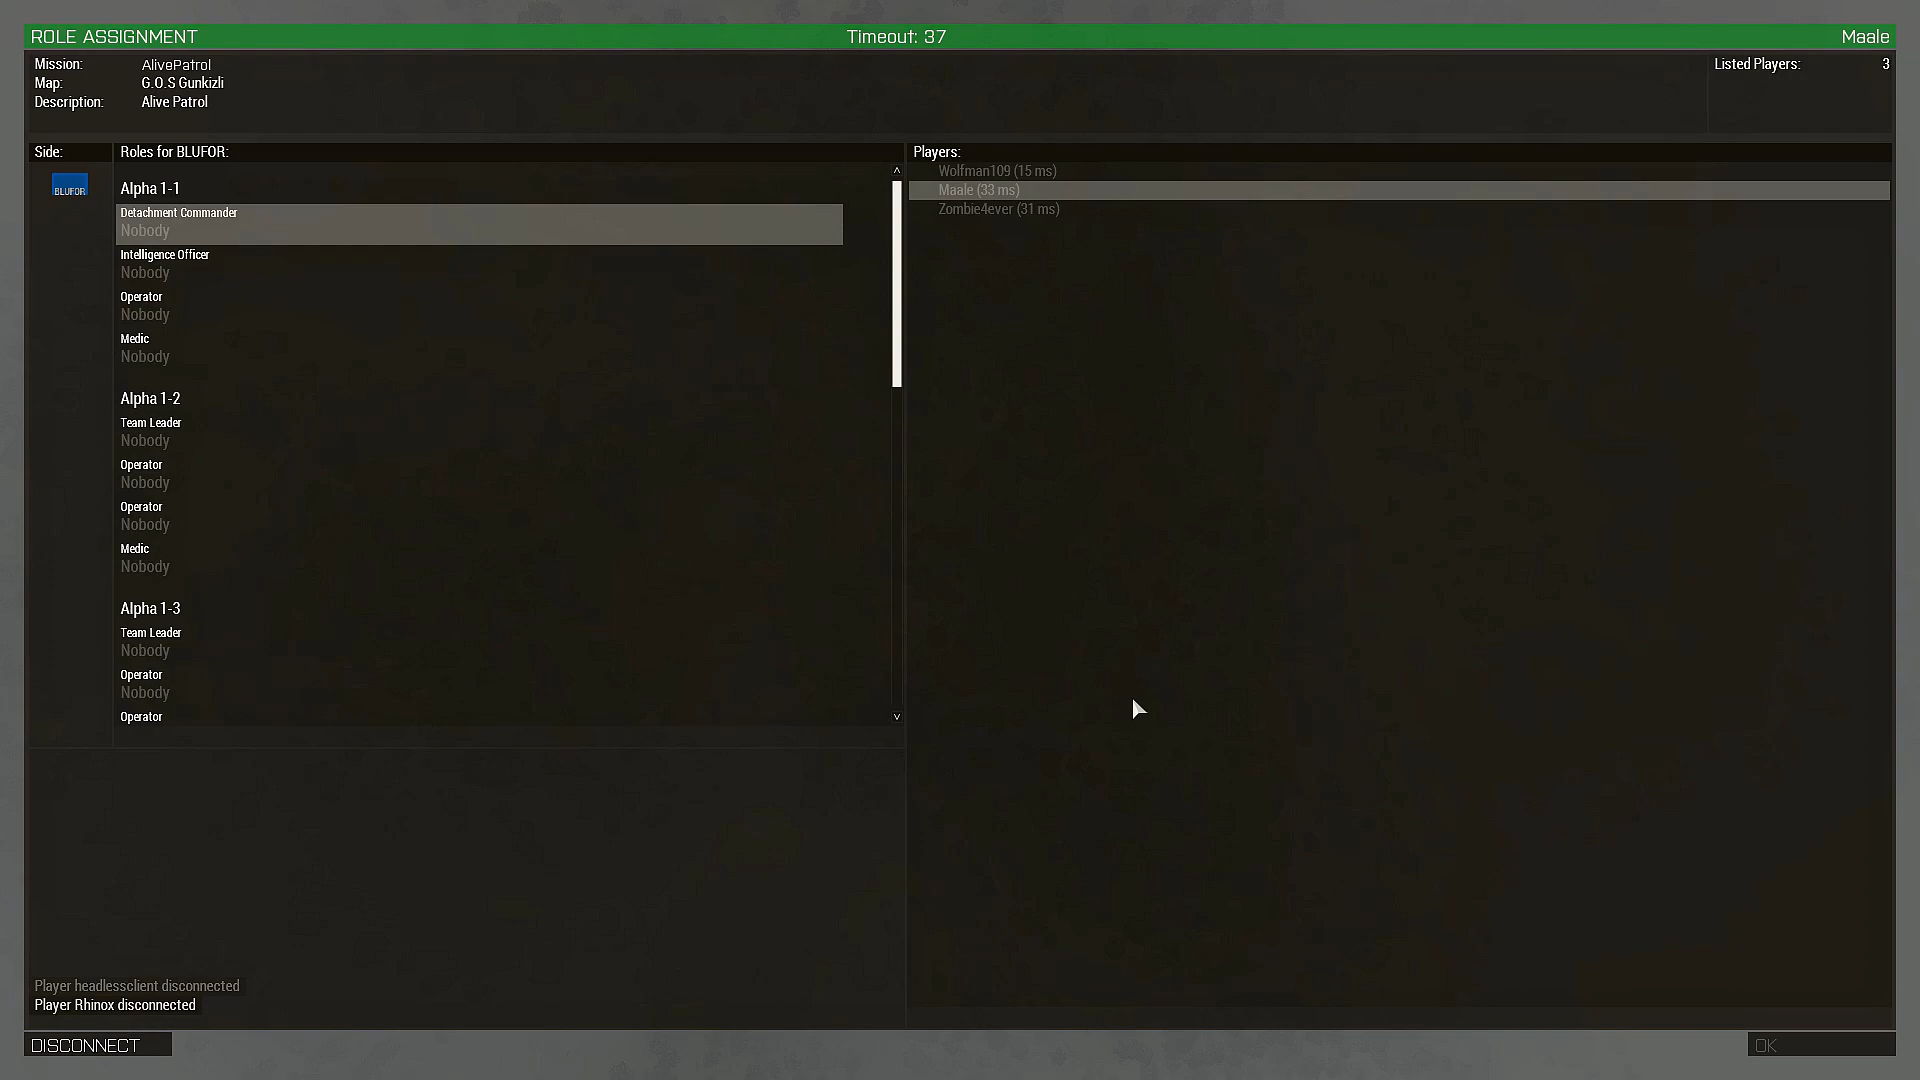 ROLE ASSIGNMENT Timeout: 37 Maale
Mission: AlivePatrol
Map: G.O.S Gunkizli
Description: Alive Patrol
Listed Players: 3
Side:
BLUFOR
Roles for BLUFOR:
Alpha 1-1
Detachment Commander
Nobody
Intelligence Officer
Nobody
Operator
Nobody
Medic
Nobody
Alpha 1-2
Team Leader
Nobody
Operator
Nobody
Operator
Nobody
Medic
Nobody
Alpha 1-3
Team Leader
Nobody
Operator
Nobody
Operator
Players:
Wolfman109 (15 ms)
Maale (33 ms)
Zombie4ever (31 ms)
Player headlessclient disconnected
Player Rhinox disconnected
DISCONNECT
OK